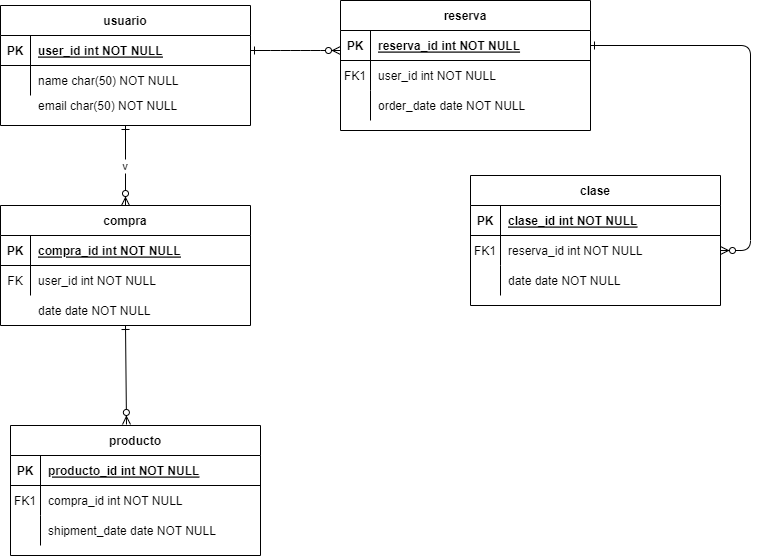 usuario
PK user_id int NOT NULL
name char(50) NOT NULL
email char(50) NOT NULL
reserva
PK reserva_id int NOT NULL
FK1 user_id int NOT NULL
order_date date NOT NULL
v
clase
PK clase_id int NOT NULL
FK1 reserva_id int NOT NULL
date date NOT NULL
compra
PK compra_id int NOT NULL
FK user_id int NOT NULL
date date NOT NULL
producto
PK producto_id int NOT NULL
FK1 compra_id int NOT NULL
shipment_date date NOT NULL